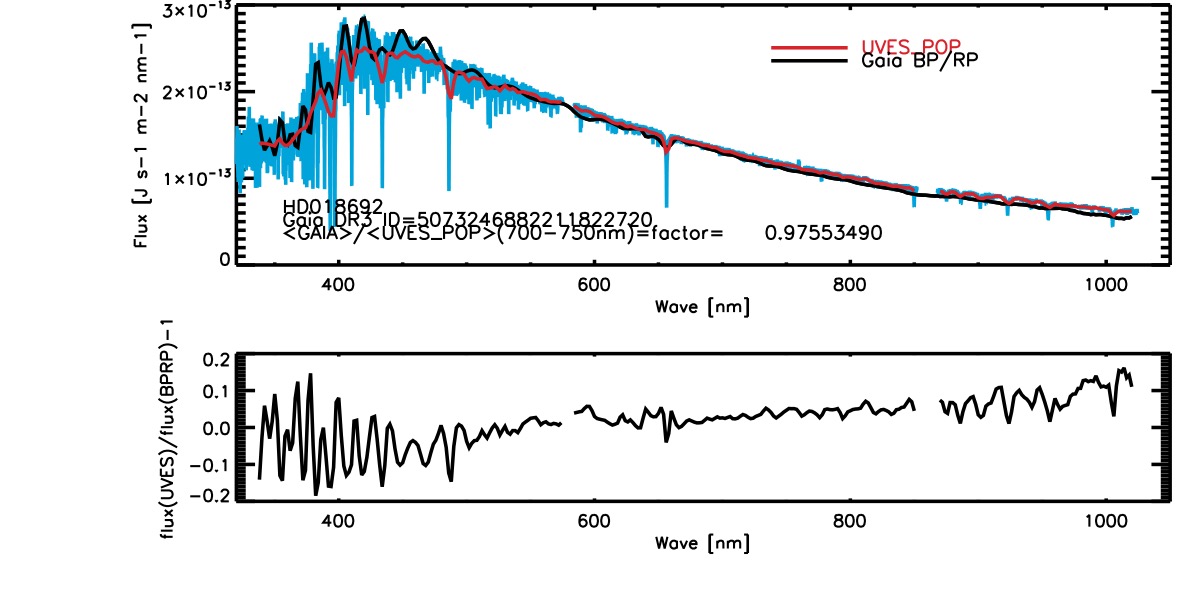 3×10−13
2×10−13
1×10−13
0
Flux [J s−1 m−2 nm−1]
UVES_POP
Gaia BP/RP
HD018692
Gaia DR3 ID=5073246882211822720
<GAIA>/<UVES_POP>(700−750nm)=factor= 0.97553490
400 600 800 1000
Wave [nm]
flux(UVES)/flux(BPRP)−1
0.2
0.1
0.0
−0.1
−0.2
400 600 800 1000
Wave [nm]